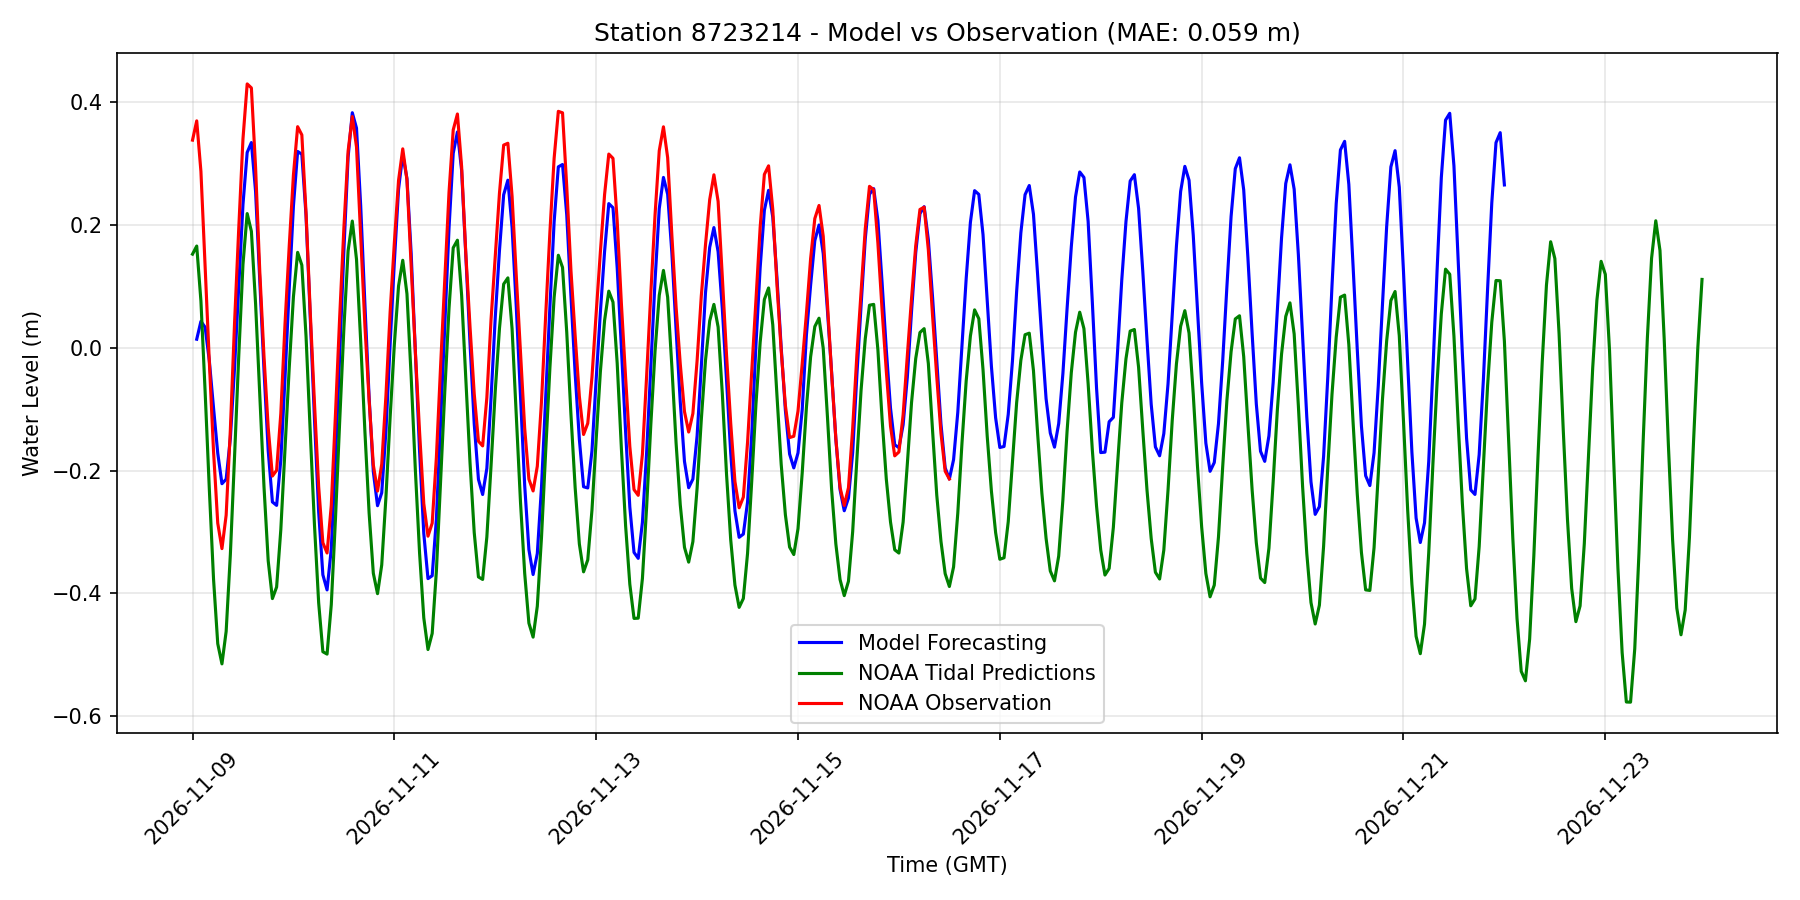 Station 8723214 - Model vs Observation (MAE: 0.059 m)
Water Level (m)
0.4
0.2
0.0
−0.2
−0.4
−0.6
Model Forecasting
NOAA Tidal Predictions
NOAA Observation
2026-11-09
2026-11-11
2026-11-13
2026-11-15
2026-11-17
2026-11-19
2026-11-21
2026-11-23
Time (GMT)